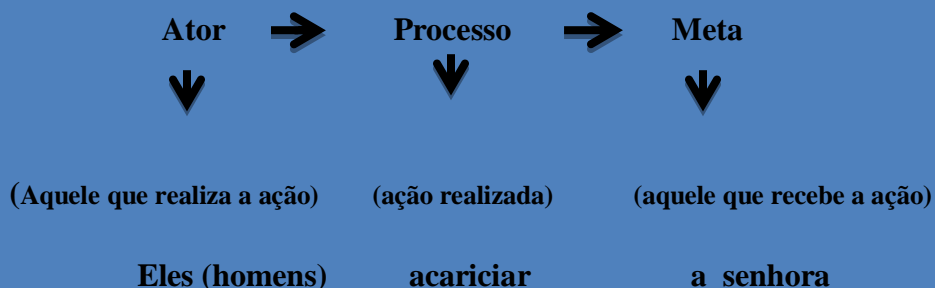 Ator Processo Meta
(Aquele que realiza a ação) (ação realizada) (aquele que recebe a ação)
Eles (homens) acariciar a senhora